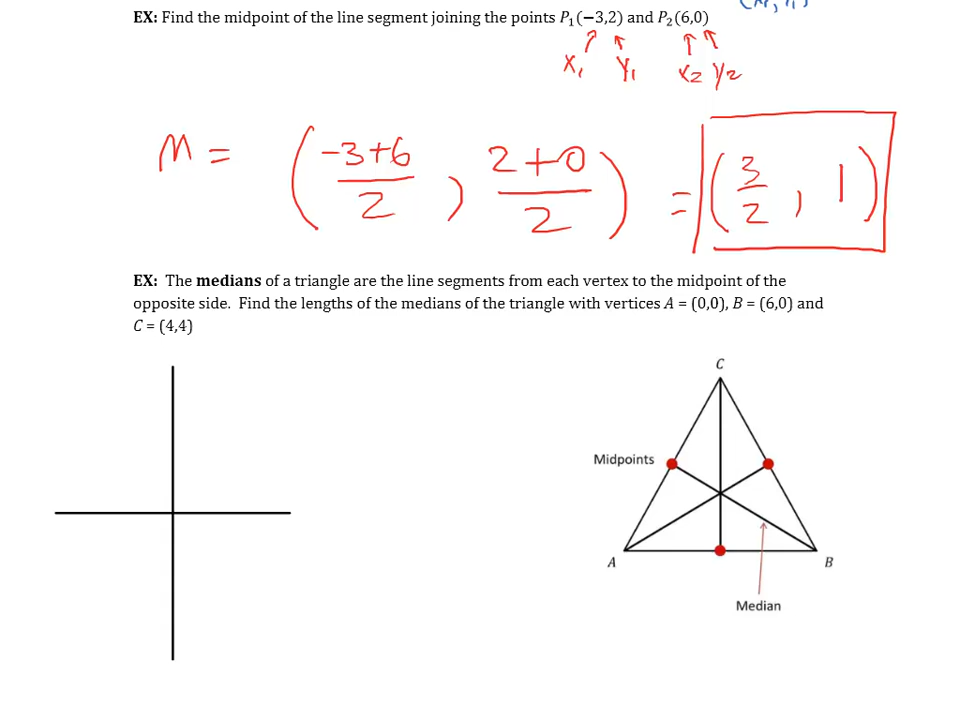 EX: Find the midpoint of the line segment joining the points P₁(−3,2) and P₂(6,0)
x₁ y₁ x₂ y₂
M = (-3+6/2 , 2+0/2) = (3/2 , 1)
EX: The medians of a triangle are the line segments from each vertex to the midpoint of the
opposite side. Find the lengths of the medians of the triangle with vertices A = (0,0), B = (6,0) and
C = (4,4)
C
Midpoints
A
B
Median